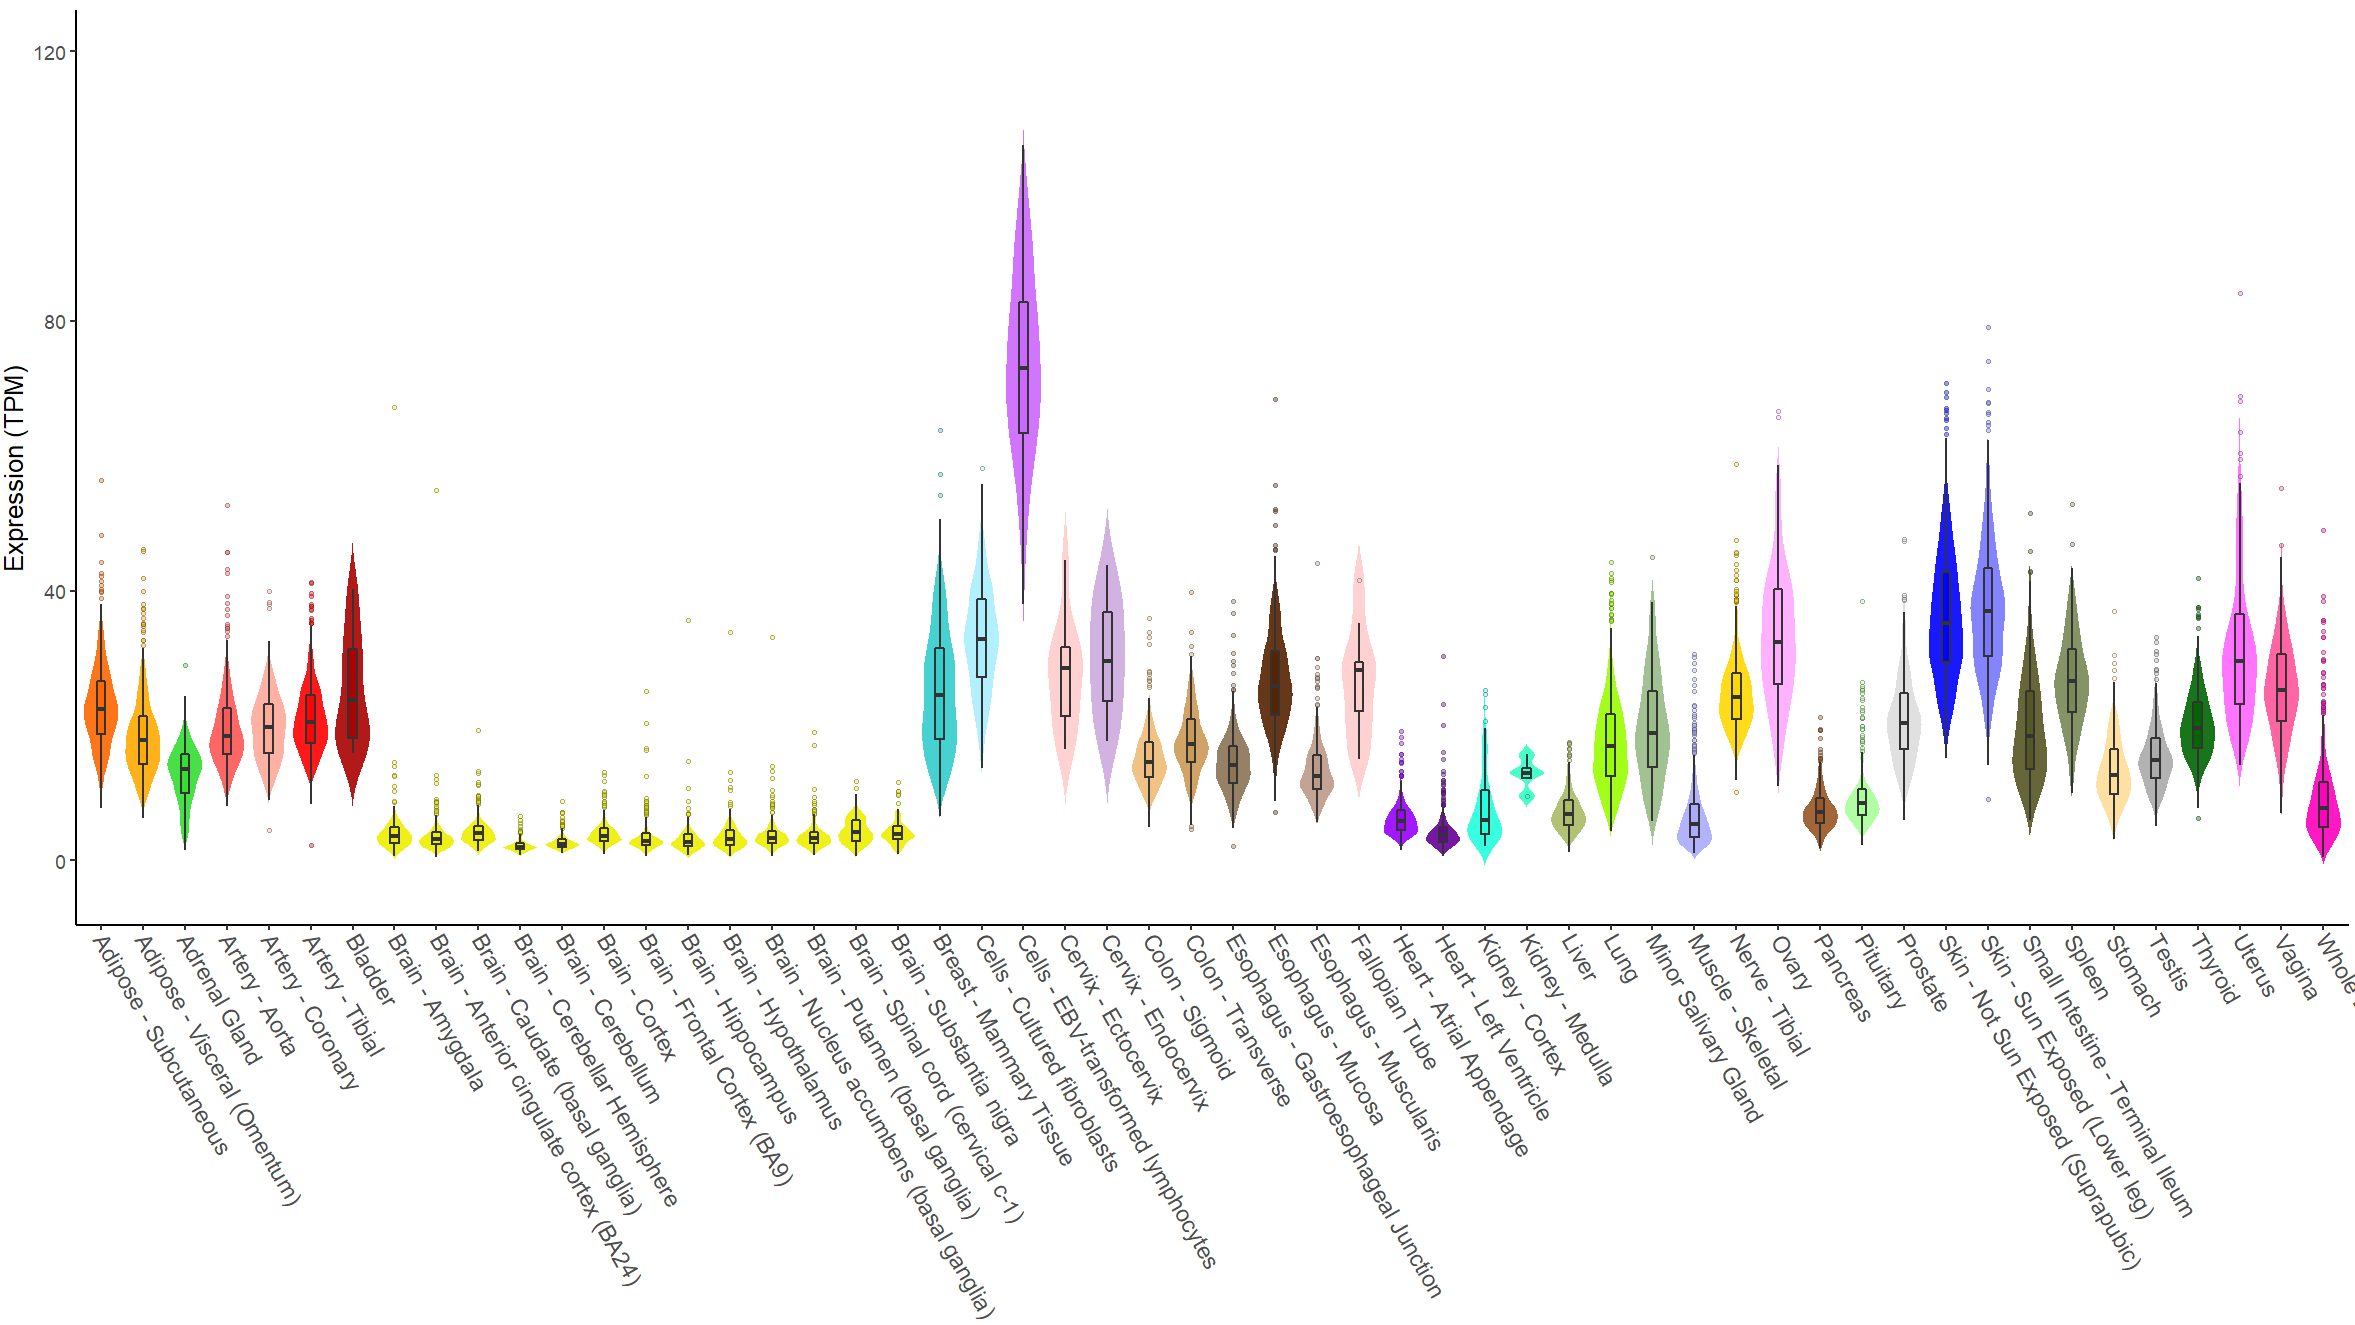 Expression (TPM)
120
80
40
0
Adipose - Subcutaneous
Adipose - Visceral (Omentum)
Adrenal Gland
Artery - Aorta
Artery - Coronary
Artery - Tibial
Bladder
Brain - Amygdala
Brain - Anterior cingulate cortex (BA24)
Brain - Caudate (basal ganglia)
Brain - Cerebellar Hemisphere
Brain - Cerebellum
Brain - Cortex
Brain - Frontal Cortex (BA9)
Brain - Hippocampus
Brain - Hypothalamus
Brain - Nucleus accumbens (basal ganglia)
Brain - Putamen (basal ganglia)
Brain - Spinal cord (cervical c-1)
Brain - Substantia nigra
Breast - Mammary Tissue
Cells - Cultured fibroblasts
Cells - EBV-transformed lymphocytes
Cervix - Ectocervix
Cervix - Endocervix
Colon - Sigmoid
Colon - Transverse
Esophagus - Gastroesophageal Junction
Esophagus - Mucosa
Esophagus - Muscularis
Fallopian Tube
Heart - Atrial Appendage
Heart - Left Ventricle
Kidney - Cortex
Kidney - Medulla
Liver
Lung
Minor Salivary Gland
Muscle - Skeletal
Nerve - Tibial
Ovary
Pancreas
Pituitary
Prostate
Skin - Not Sun Exposed (Suprapubic)
Skin - Sun Exposed (Lower leg)
Small Intestine - Terminal Ileum
Spleen
Stomach
Testis
Thyroid
Uterus
Vagina
Whole